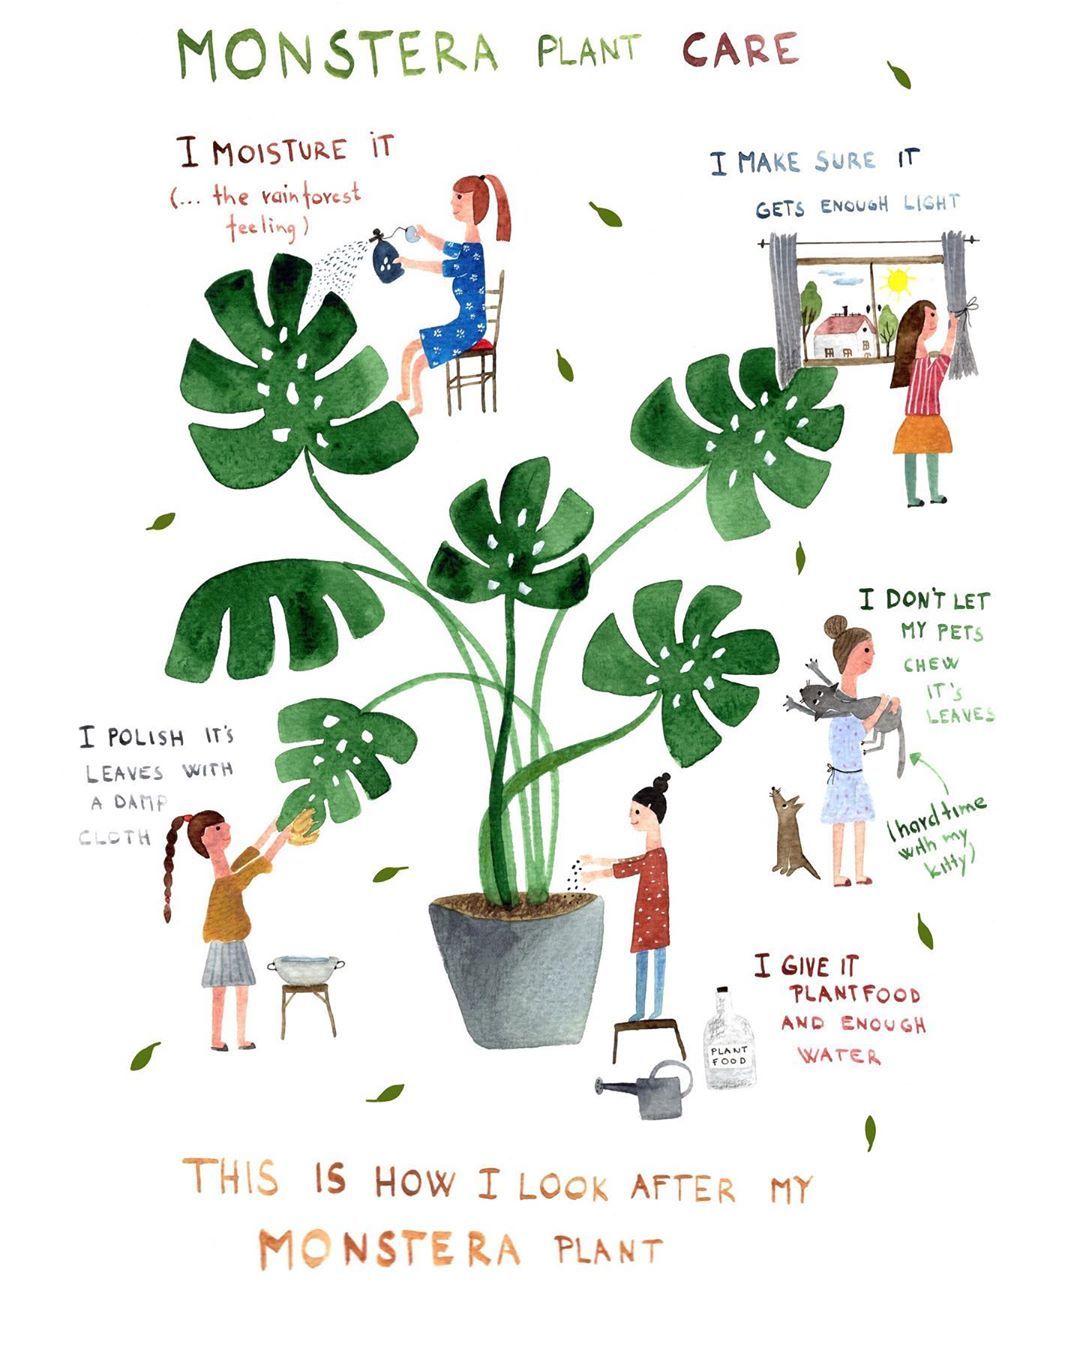 MONSTERA PLANT CARE
I MOISTURE IT
(... the rainforest
feeling)
I MAKE SURE IT
GETS ENOUGH LIGHT
I DON'T LET
MY PETS
CHEW
IT'S
LEAVES
(hard time
with my
kitty)
I POLISH IT'S
LEAVES WITH
A DAMP
CLOTH
I GIVE IT
PLANTFOOD
AND ENOUGH
WATER
PLANT
FOOD
THIS IS HOW I LOOK AFTER MY
MONSTERA PLANT